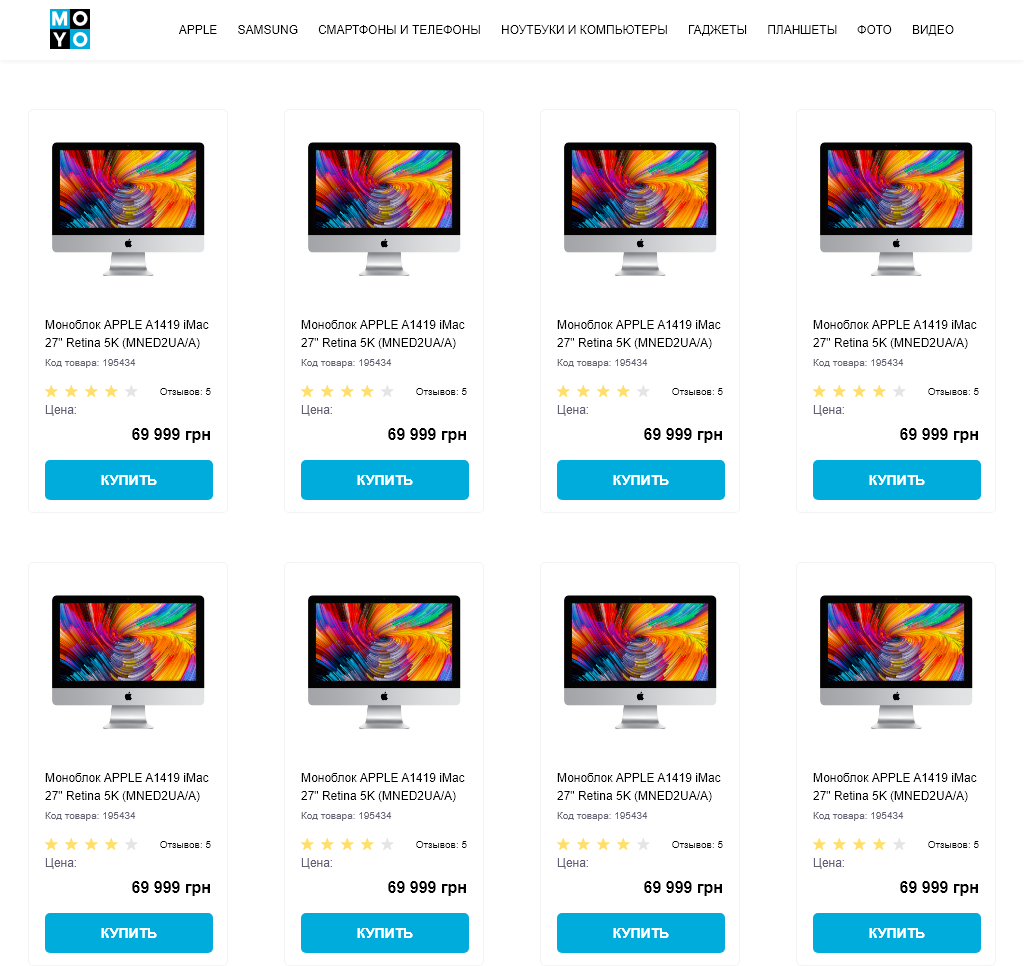 MO
YO
APPLE SAMSUNG СМАРТФОНЫ И ТЕЛЕФОНЫ НОУТБУКИ И КОМПЬЮТЕРЫ ГАДЖЕТЫ ПЛАНШЕТЫ ФОТО ВИДЕО
Моноблок APPLE A1419 iMac
27" Retina 5K (MNED2UA/A)
Код товара: 195434
Отзывов: 5
Цена:
69 999 грн
КУПИТЬ
Моноблок APPLE A1419 iMac
27" Retina 5K (MNED2UA/A)
Код товара: 195434
Отзывов: 5
Цена:
69 999 грн
КУПИТЬ
Моноблок APPLE A1419 iMac
27" Retina 5K (MNED2UA/A)
Код товара: 195434
Отзывов: 5
Цена:
69 999 грн
КУПИТЬ
Моноблок APPLE A1419 iMac
27" Retina 5K (MNED2UA/A)
Код товара: 195434
Отзывов: 5
Цена:
69 999 грн
КУПИТЬ
Моноблок APPLE A1419 iMac
27" Retina 5K (MNED2UA/A)
Код товара: 195434
Отзывов: 5
Цена:
69 999 грн
КУПИТЬ
Моноблок APPLE A1419 iMac
27" Retina 5K (MNED2UA/A)
Код товара: 195434
Отзывов: 5
Цена:
69 999 грн
КУПИТЬ
Моноблок APPLE A1419 iMac
27" Retina 5K (MNED2UA/A)
Код товара: 195434
Отзывов: 5
Цена:
69 999 грн
КУПИТЬ
Моноблок APPLE A1419 iMac
27" Retina 5K (MNED2UA/A)
Код товара: 195434
Отзывов: 5
Цена:
69 999 грн
КУПИТЬ